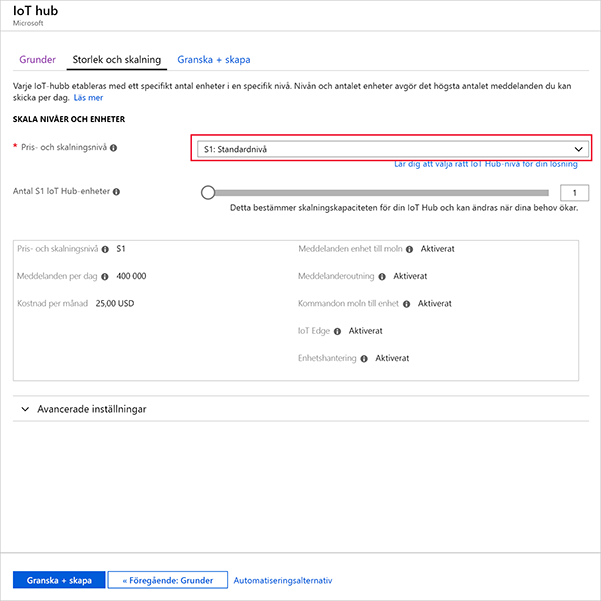 IoT hub
Microsoft
Grunder
Storlek och skalning
Granska + skapa
Varje IoT-hubb etableras med ett specifikt antal enheter i en specifik nivå. Nivån och antalet enheter avgör det högsta antalet meddelanden du kan
skicka per dag. Läs mer
SKALA NIVÅER OCH ENHETER
* Pris- och skalningsnivå
S1: Standardnivå
Lär dig att välja rätt IoT Hub-nivå för din lösning
Antal S1 IoT Hub-enheter
1
Detta bestämmer skalningskapaciteten för din IoT Hub och kan ändras när dina behov ökar.
Pris- och skalningsnivå S1
Meddelanden per dag 400 000
Kostnad per månad 25,00 USD
Meddelanden enhet till moln Aktiverat
Meddelanderoutning Aktiverat
Kommandon moln till enhet Aktiverat
IoT Edge Aktiverat
Enhetshantering Aktiverat
Avancerade inställningar
Granska + skapa
« Föregående: Grunder
Automatiseringsalternativ